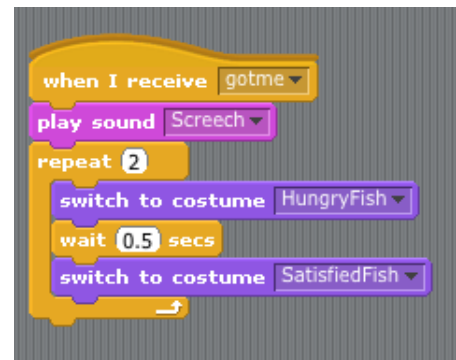 when I receive gotme
play sound Screech
repeat 2
switch to costume HungryFish
wait 0.5 secs
switch to costume SatisfiedFish